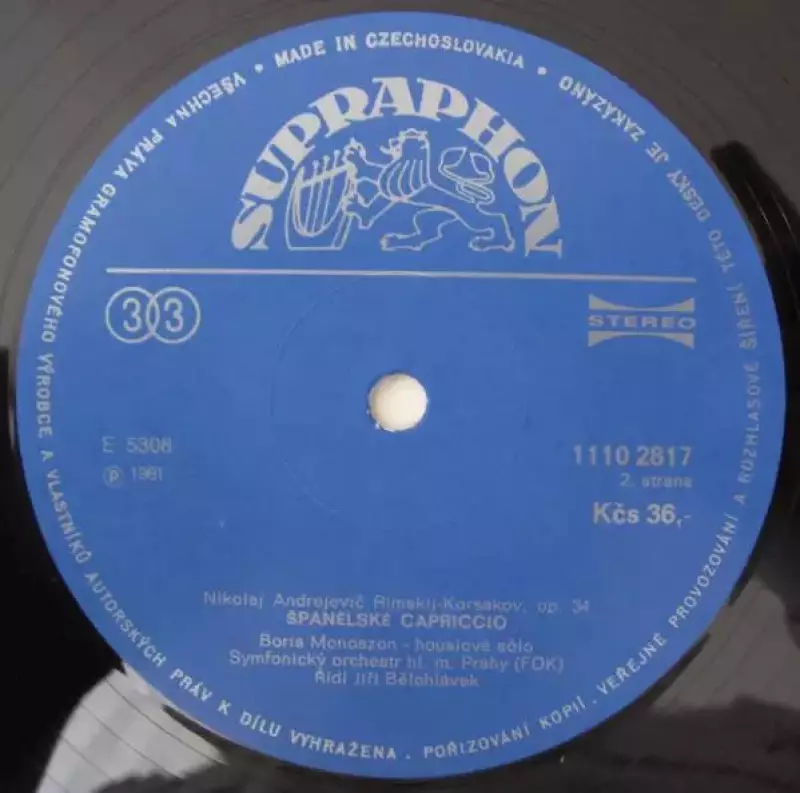 VŠECHNA PRÁVA GRAMOFONOVÉHO VÝROBCE A VLASTNÍKŮ AUTORSKÝCH PRÁV K DÍLU VYHRAŽENA . POŘIZOVÁNÍ KOPIÍ . VEŘEJNÉ PROVOZOVÁNÍ A ROZHLASOVÉ ŠÍŘENÍ TÉTO DESKY JE ZAKÁZÁNO
• MADE IN CZECHOSLOVAKIA •
SUPRAPHON
33
STEREO
E 5308
1110 2817
℗ 1981
2. strana
Kčs 36,-
Nikolaj Andrejevič Rimskij-Korsakov, op. 34
ŠPANĚLSKÉ CAPRICCIO
Boris Monoszon - houslové sólo
Symfonický orchestr hl. m. Prahy (FOK)
Řídí Jiří Bělohlávek